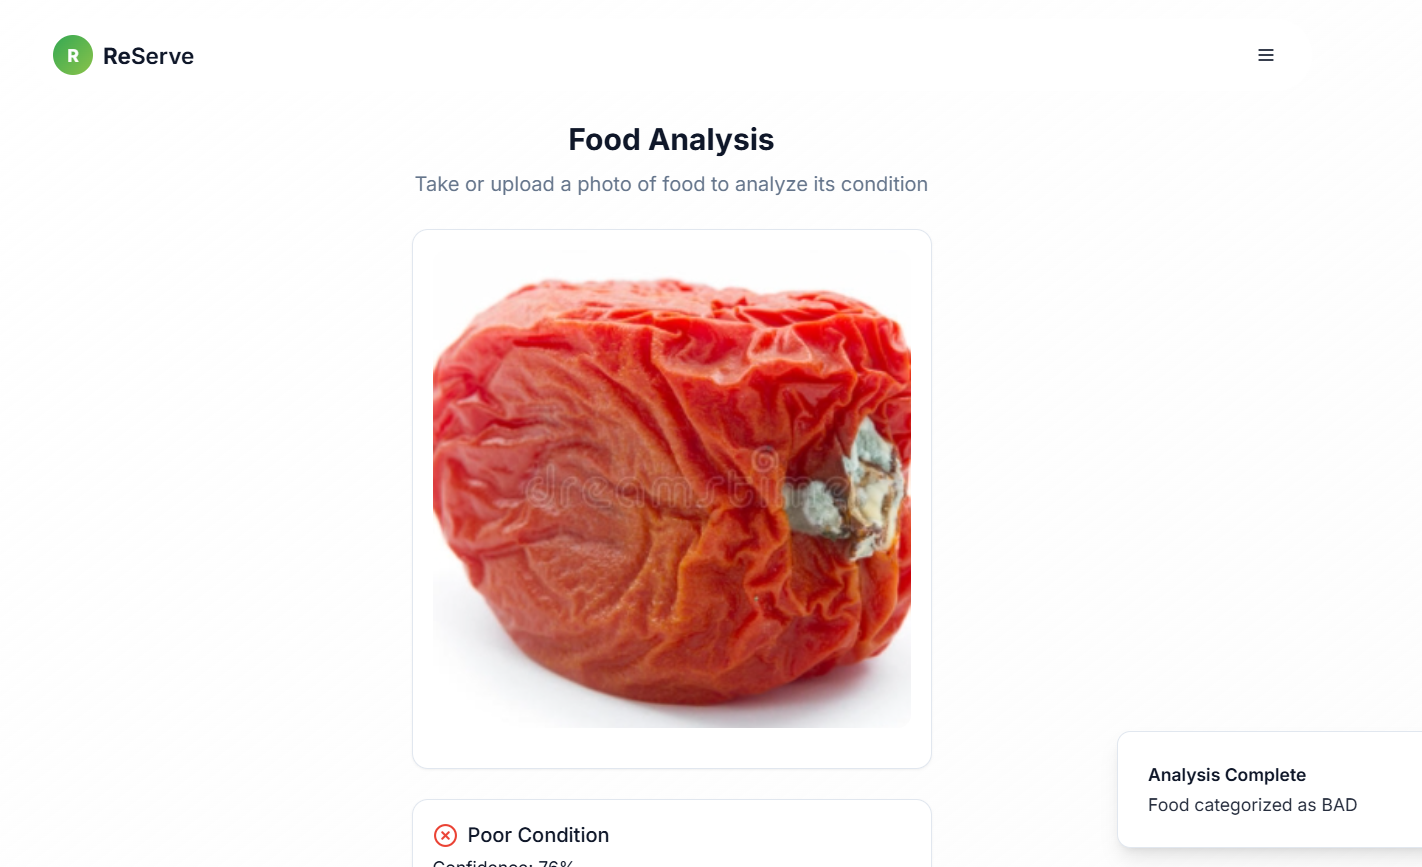 R ReServe
Food Analysis
Take or upload a photo of food to analyze its condition
dreamstime
Analysis Complete
Food categorized as BAD
Poor Condition
Confidence: 76%